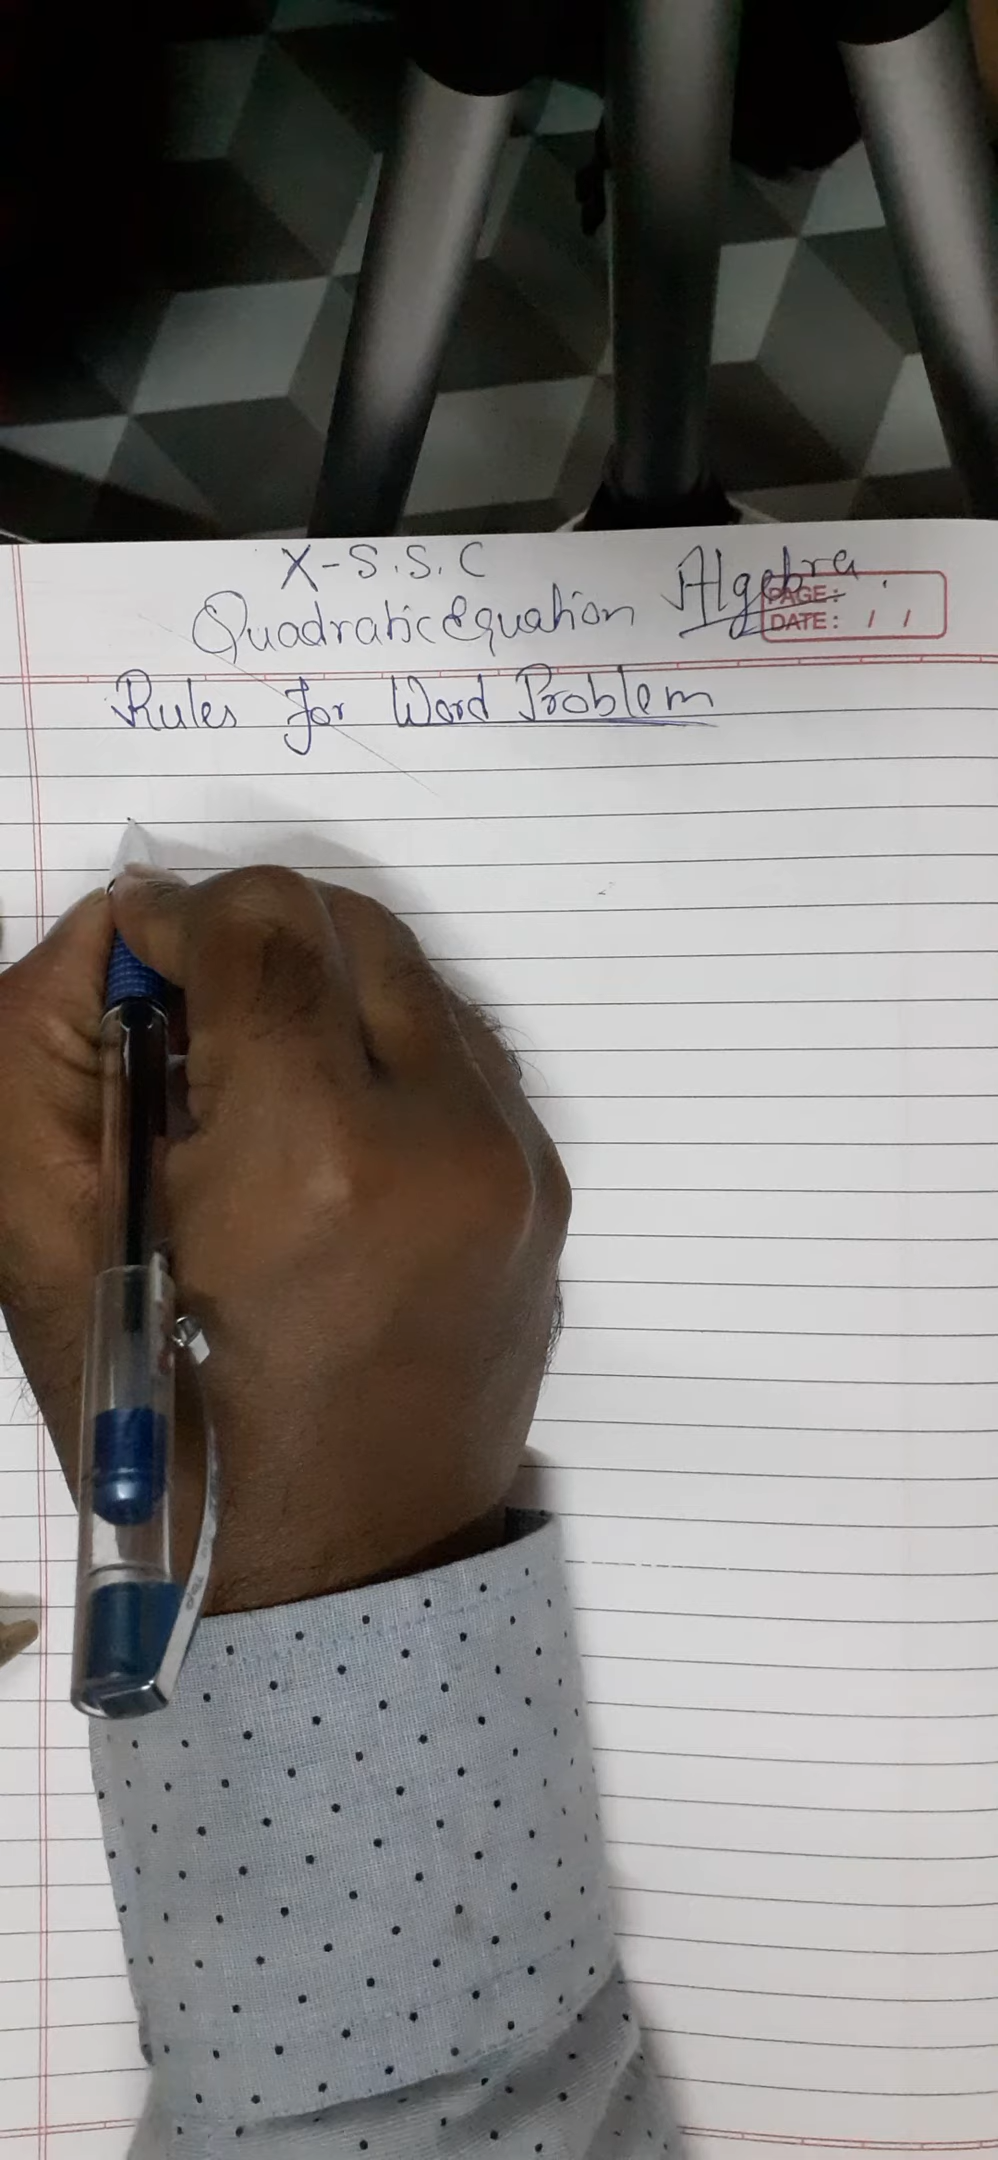 X-S.S.C
Quadratic Equation Algebra
PAGE:
DATE: / /
Rules for Word Problem